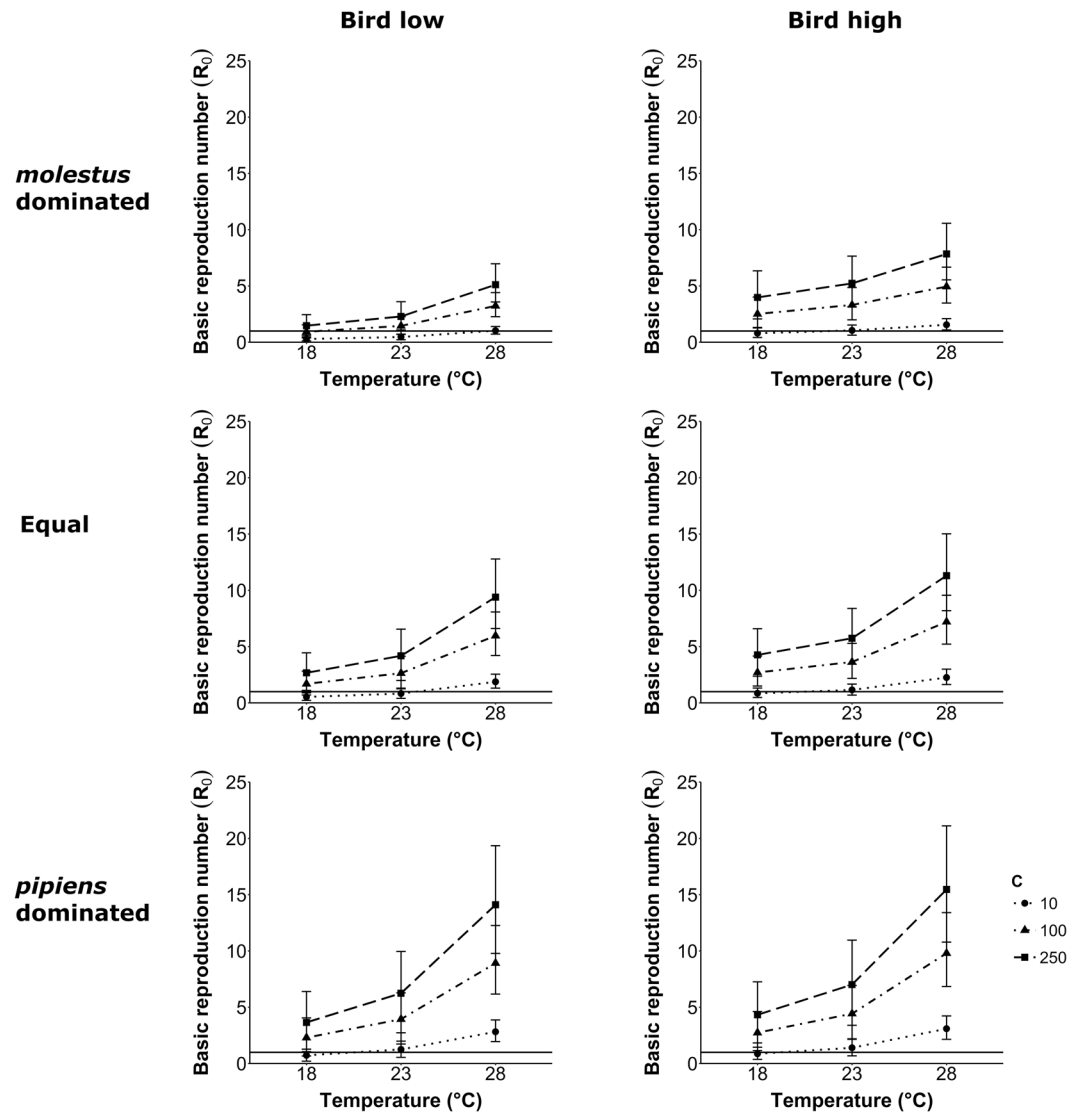 Bird low
Bird high
molestus
dominated
Basic reproduction number (R0)
25
20
15
10
5
0
18
23
28
Temperature (°C)
Basic reproduction number (R0)
25
20
15
10
5
0
18
23
28
Temperature (°C)
Equal
Basic reproduction number (R0)
25
20
15
10
5
0
18
23
28
Temperature (°C)
Basic reproduction number (R0)
25
20
15
10
5
0
18
23
28
Temperature (°C)
pipiens
dominated
Basic reproduction number (R0)
25
20
15
10
5
0
18
23
28
Temperature (°C)
Basic reproduction number (R0)
25
20
15
10
5
0
18
23
28
Temperature (°C)
C
10
100
250